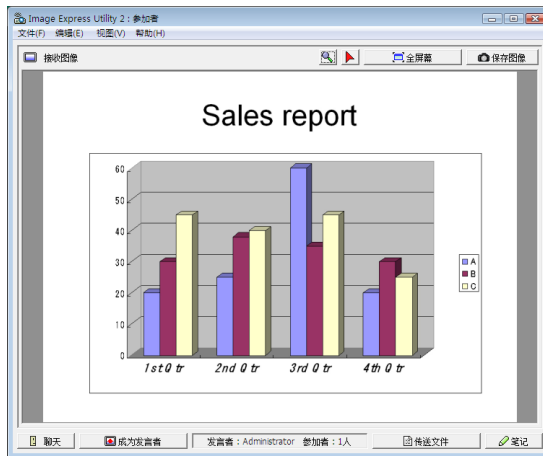 Image Express Utility 2 : 参加者
文件(F) 编辑(E) 视图(V) 帮助(H)
接收图像 全屏幕 保存图像
Sales report
60
50
40
30
20
10
0
A
B
C
1st Q tr 2nd Q tr 3rd Q tr 4th Q tr
聊天 成为发言者 发言者：Administrator 参加者：1人 传送文件 笔记